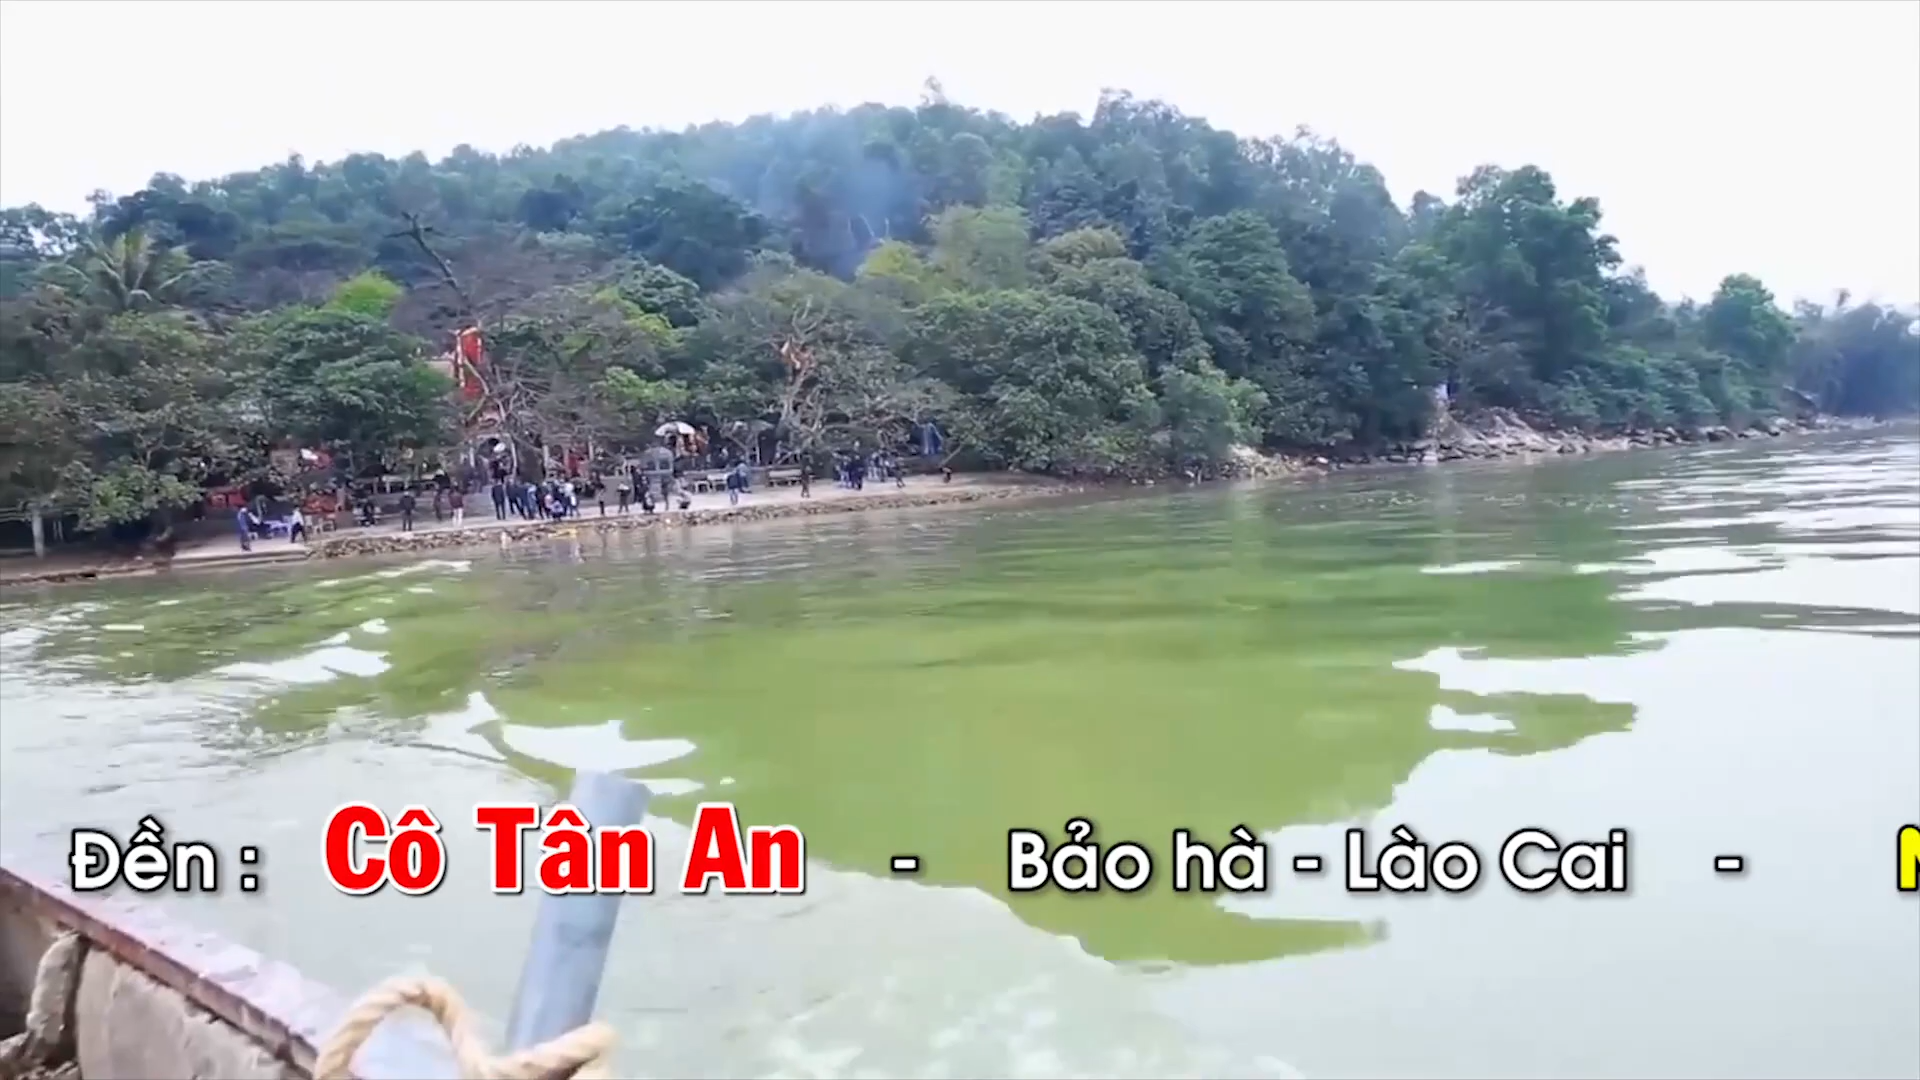 Đền : Cô Tân An - Bảo hà - Lào Cai -